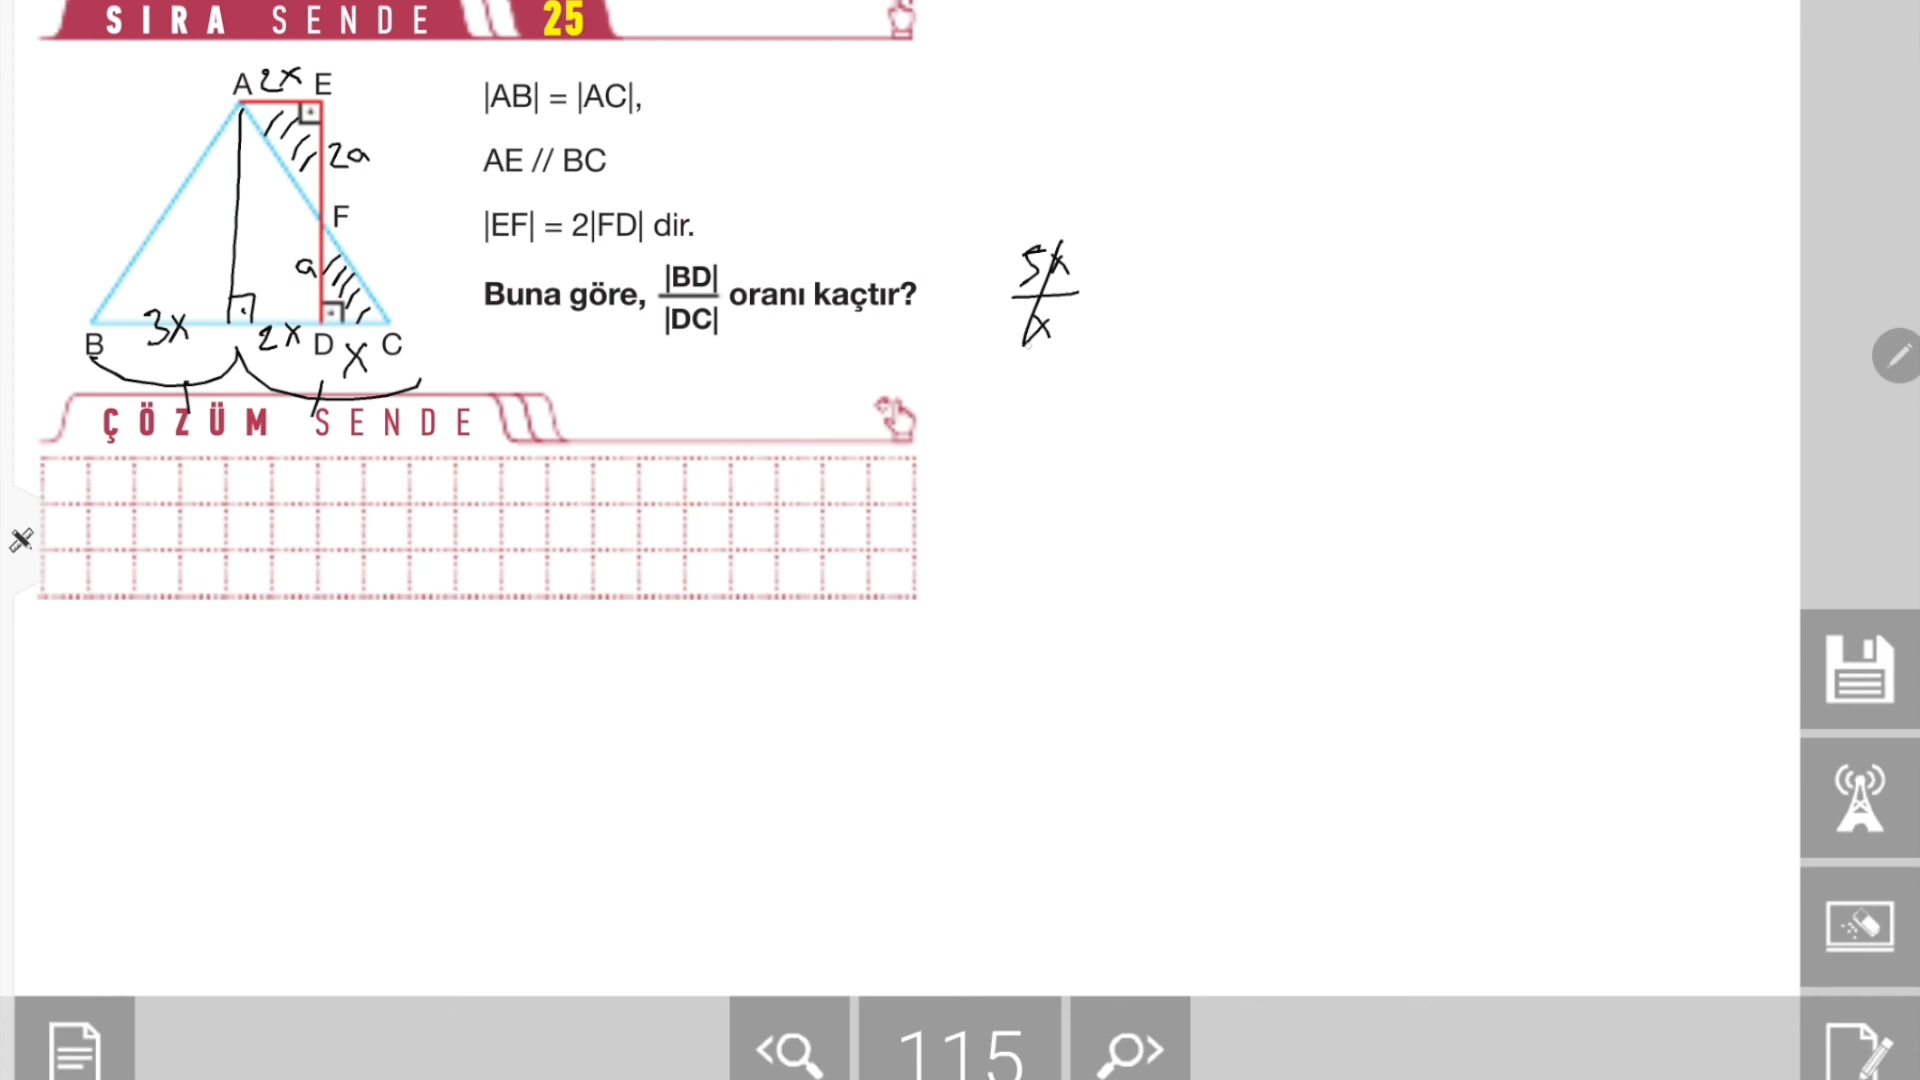 SIRA SENDE 25
A 2x E
2a
F
a
3x 2x x
B D C
|AB| = |AC|,
AE // BC
|EF| = 2|FD| dir.
Buna göre, |BD| / |DC| oranı kaçtır?
5x
x
ÇÖZÜM SENDE
115